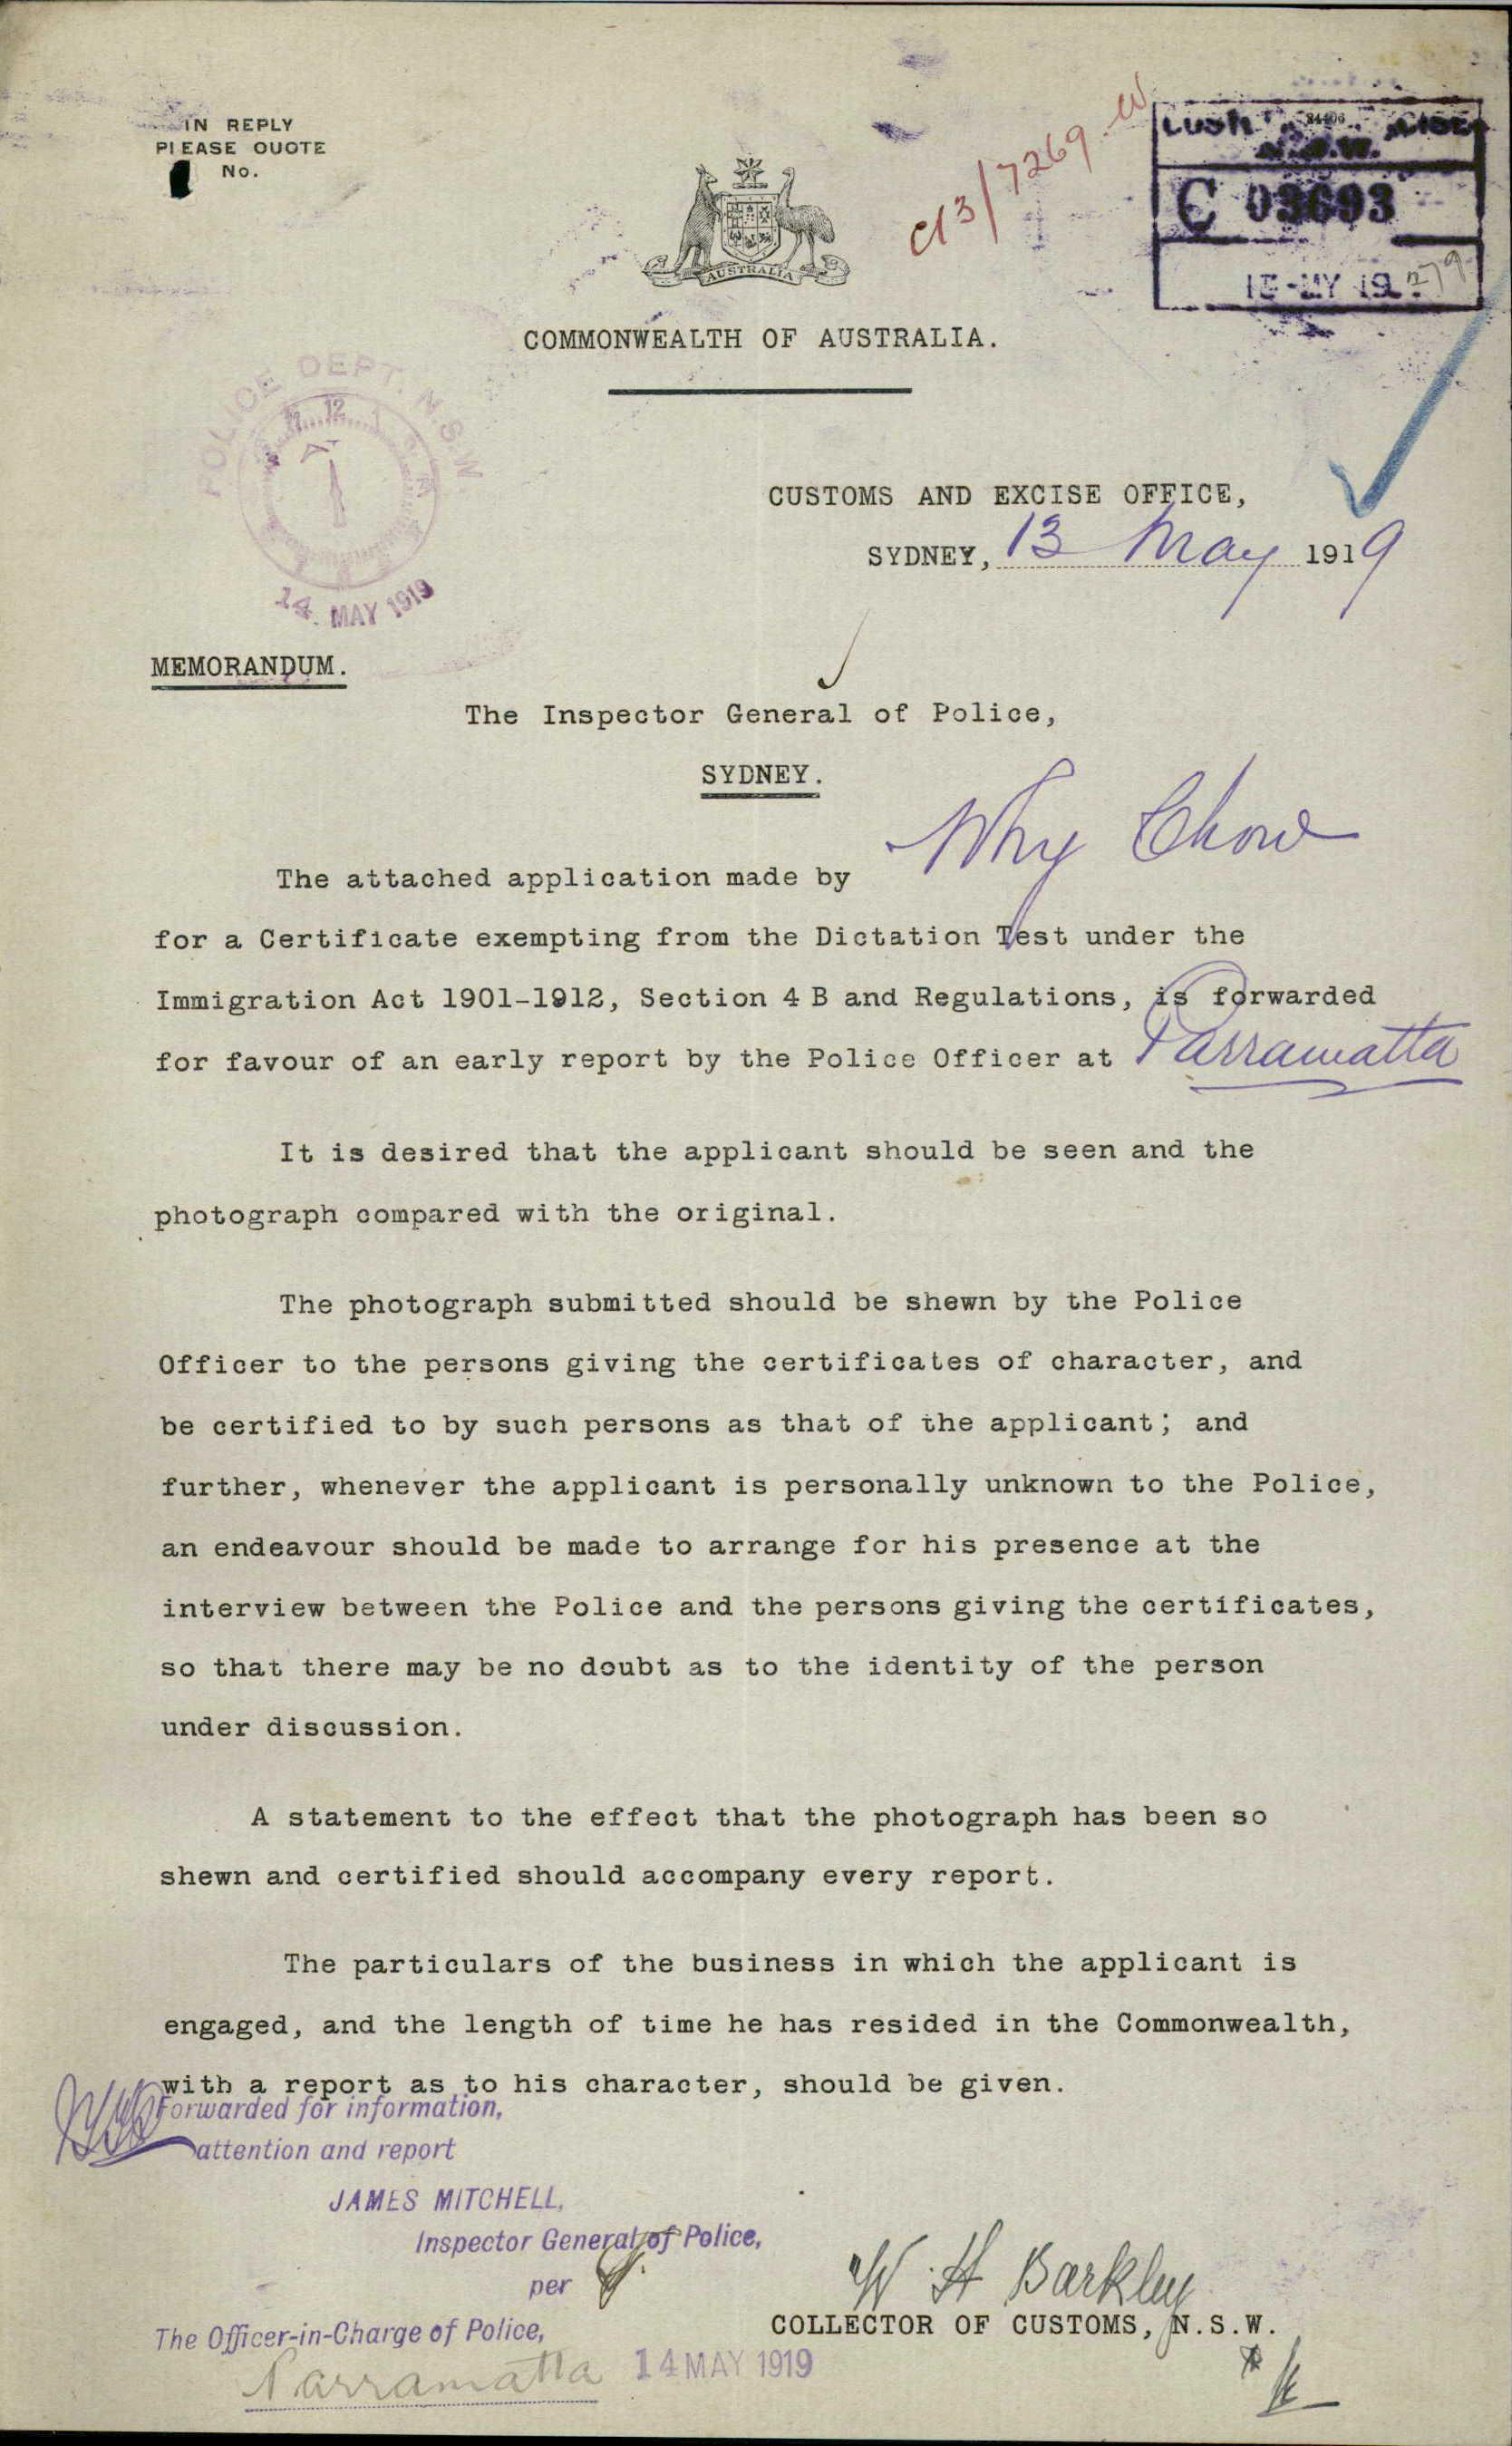 IN REPLY
PLEASE QUOTE
No.
C13/7269.W
C 03693
AUSTRALIA
COMMONWEALTH OF AUSTRALIA.
POLICE DEPT. N.S.W.
12
14 MAY 1919
CUSTOMS AND EXCISE OFFICE,
SYDNEY, 13 May 1919
MEMORANDUM.
The Inspector General of Police,
SYDNEY.
The attached application made by Why Chow
for a Certificate exempting from the Dictation Test under the
Immigration Act 1901-1912, Section 4 B and Regulations, is forwarded
for favour of an early report by the Police Officer at Parramatta
It is desired that the applicant should be seen and the
photograph compared with the original.
The photograph submitted should be shewn by the Police
Officer to the persons giving the certificates of character, and
be certified to by such persons as that of the applicant; and
further, whenever the applicant is personally unknown to the Police,
an endeavour should be made to arrange for his presence at the
interview between the Police and the persons giving the certificates,
so that there may be no doubt as to the identity of the person
under discussion.
A statement to the effect that the photograph has been so
shewn and certified should accompany every report.
The particulars of the business in which the applicant is
engaged, and the length of time he has resided in the Commonwealth,
with a report as to his character, should be given.
Forwarded for information,
attention and report
JAMES MITCHELL,
Inspector General of Police,
per
W. H Barkley
COLLECTOR OF CUSTOMS, N.S.W.
The Officer-in-Charge of Police,
Parramatta 14 MAY 1919